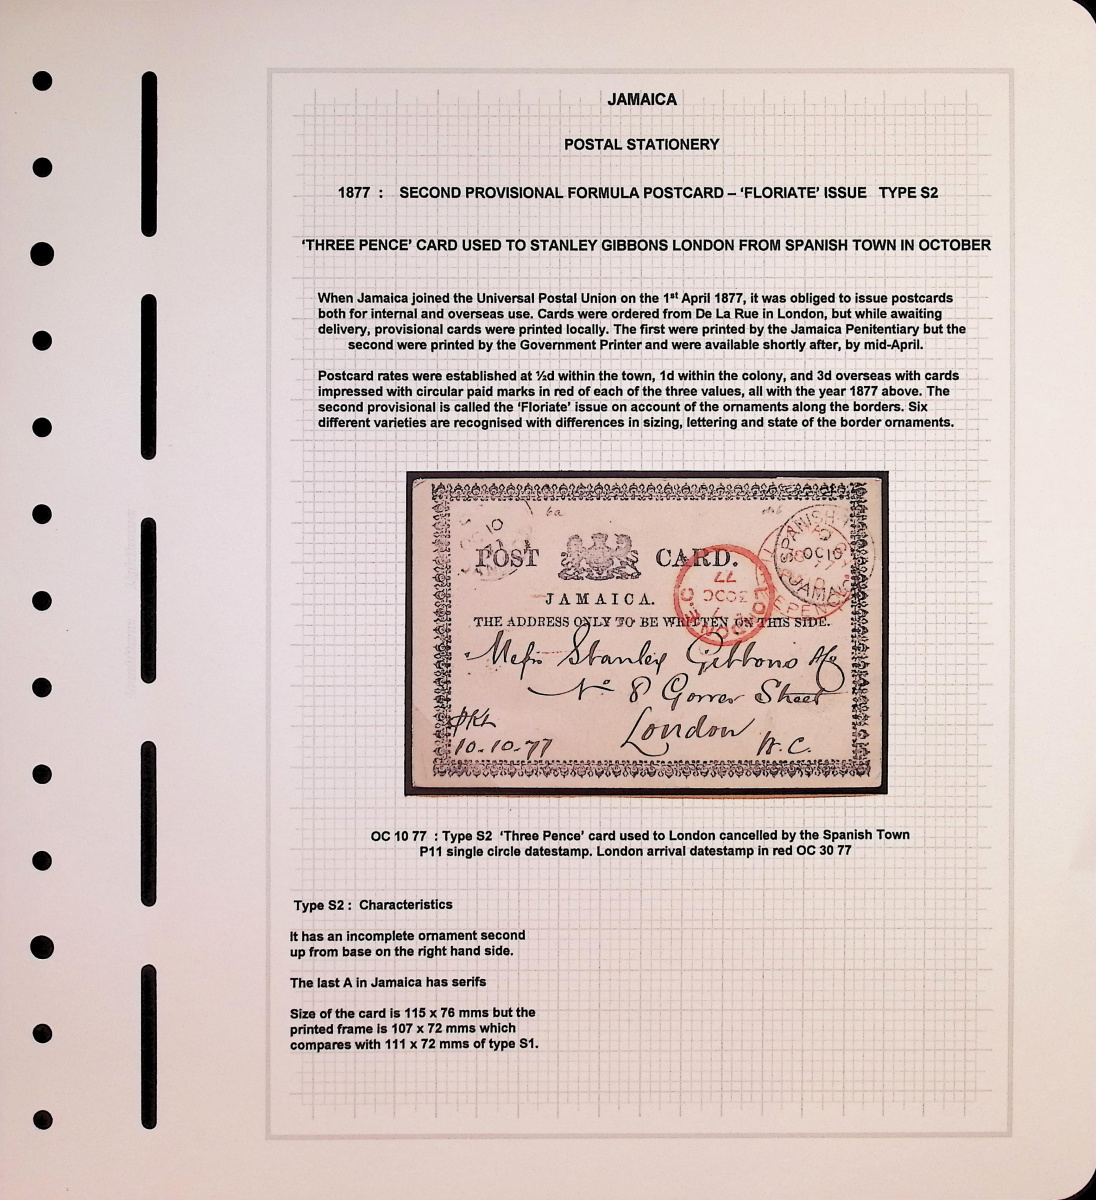 JAMAICA
POSTAL STATIONERY
1877 : SECOND PROVISIONAL FORMULA POSTCARD – ‘FLORIATE’ ISSUE TYPE S2
‘THREE PENCE’ CARD USED TO STANLEY GIBBONS LONDON FROM SPANISH TOWN IN OCTOBER
When Jamaica joined the Universal Postal Union on the 1st April 1877, it was obliged to issue postcards
both for internal and overseas use. Cards were ordered from De La Rue in London, but while awaiting
delivery, provisional cards were printed locally. The first were printed by the Jamaica Penitentiary but the
second were printed by the Government Printer and were available shortly after, by mid-April.
Postcard rates were established at ½d within the town, 1d within the colony, and 3d overseas with cards
impressed with circular paid marks in red of each of the three values, all with the year 1877 above. The
second provisional is called the ‘Floriate’ issue on account of the ornaments along the borders. Six
different varieties are recognised with differences in sizing, lettering and state of the border ornaments.
6a
SPANISH
OC 10
JAMAICA
POST CARD.
LONDON E.C
77
30 OC
JAMAICA.
THE ADDRESS ONLY TO BE WRITTEN ON THIS SIDE.
Messrs Stanley Gibbons & Co
No 8 Gower Street
London
W.C.
10-10-77
OC 10 77 : Type S2 ‘Three Pence’ card used to London cancelled by the Spanish Town
P11 single circle datestamp. London arrival datestamp in red OC 30 77
Type S2 : Characteristics
It has an incomplete ornament second
up from base on the right hand side.
The last A in Jamaica has serifs
Size of the card is 115 x 76 mms but the
printed frame is 107 x 72 mms which
compares with 111 x 72 mms of type S1.